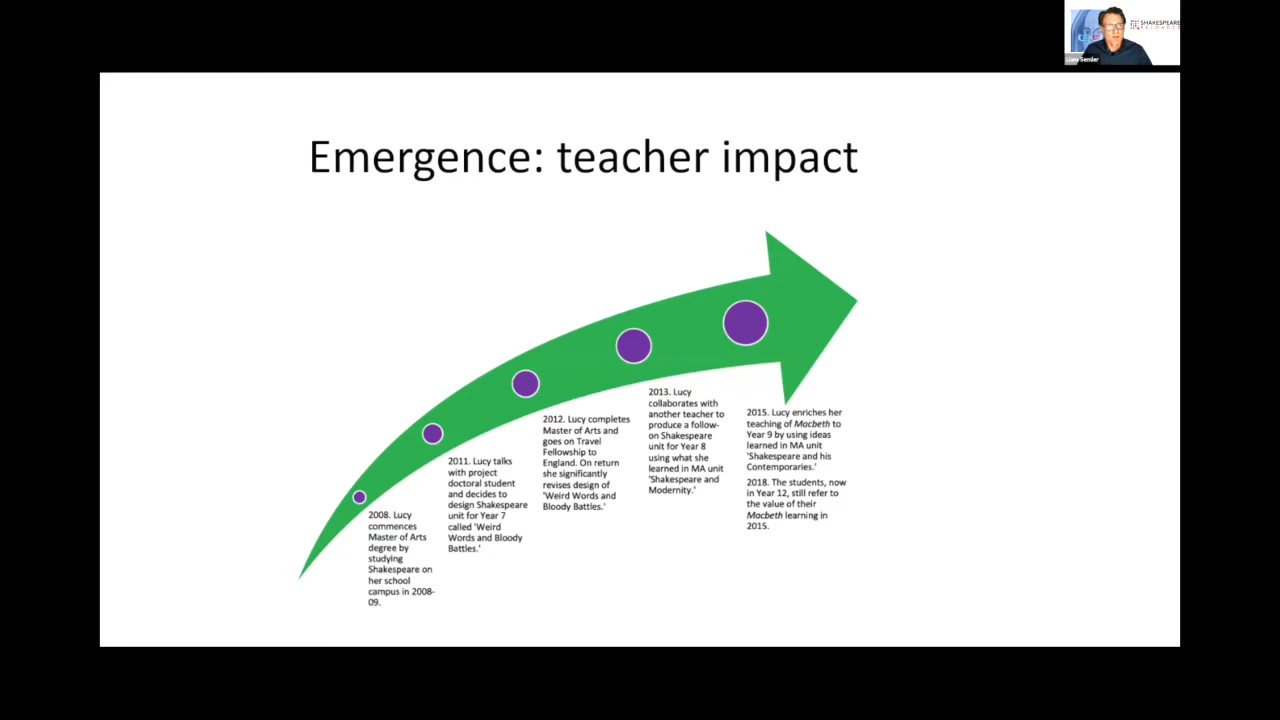 SHAKESPEARE
RELOADED
Liam Semler
Emergence: teacher impact
2008. Lucy
commences
Master of Arts
degree by
studying
Shakespeare on
her school
campus in 2008-
09.
2011. Lucy talks
with project
doctoral student
and decides to
design Shakespeare
unit for Year 7
called 'Weird
Words and Bloody
Battles.'
2012. Lucy completes
Master of Arts and
goes on Travel
Fellowship to
England. On return
she significantly
revises design of
'Weird Words and
Bloody Battles.'
2013. Lucy
collaborates with
another teacher to
produce a follow-
on Shakespeare
unit for Year 8
using what she
learned in MA unit
'Shakespeare and
Modernity.'
2015. Lucy enriches her
teaching of Macbeth to
Year 9 by using ideas
learned in MA unit
'Shakespeare and his
Contemporaries.'
2018. The students, now
in Year 12, still refer to
the value of their
Macbeth learning in
2015.